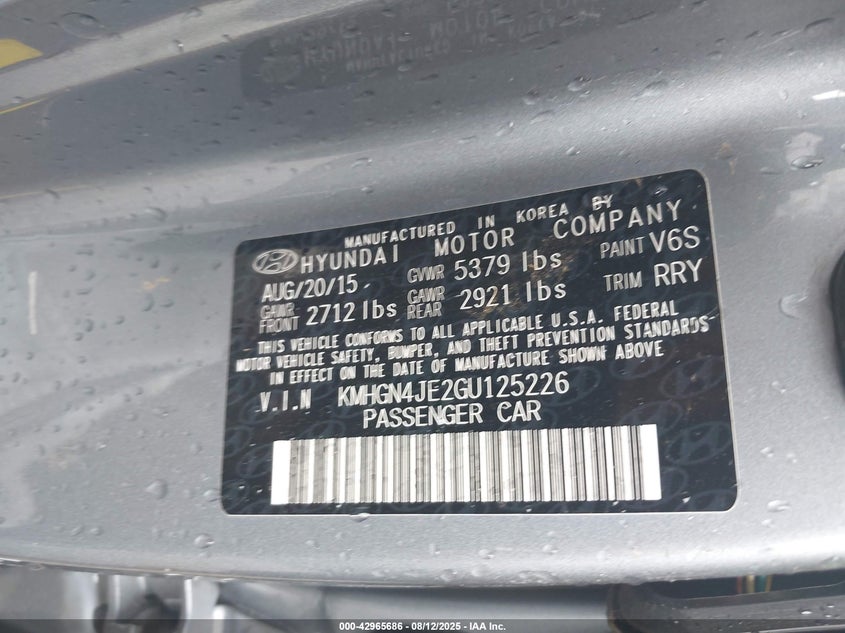 MANUFACTURED IN KOREA BY
HYUNDAI MOTOR COMPANY
AUG/20/15 GVWR 5379 lbs PAINT V6S
GAWR FRONT 2712 lbs GAWR REAR 2921 lbs TRIM RRY
THIS VEHICLE CONFORMS TO ALL APPLICABLE U.S.A. FEDERAL
MOTOR VEHICLE SAFETY, BUMPER, AND THEFT PREVENTION STANDARDS
IN EFFECT ON THE DATE OF MANUFACTURE SHOWN ABOVE
V.I.N KMHGN4JE2GU125226
PASSENGER CAR
000-42965686 - 08/12/2025 - IAA Inc.